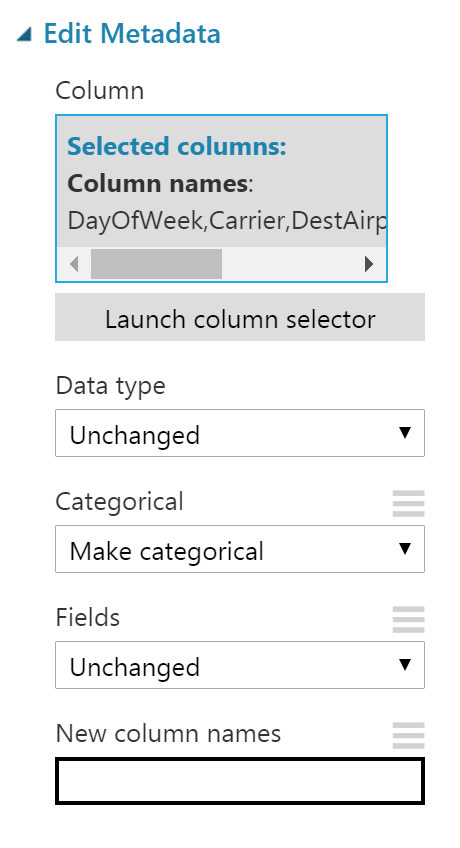 Edit Metadata
Column
Selected columns:
Column names:
DayOfWeek,Carrier,DestAirp
Launch column selector
Data type
Unchanged
Categorical
Make categorical
Fields
Unchanged
New column names